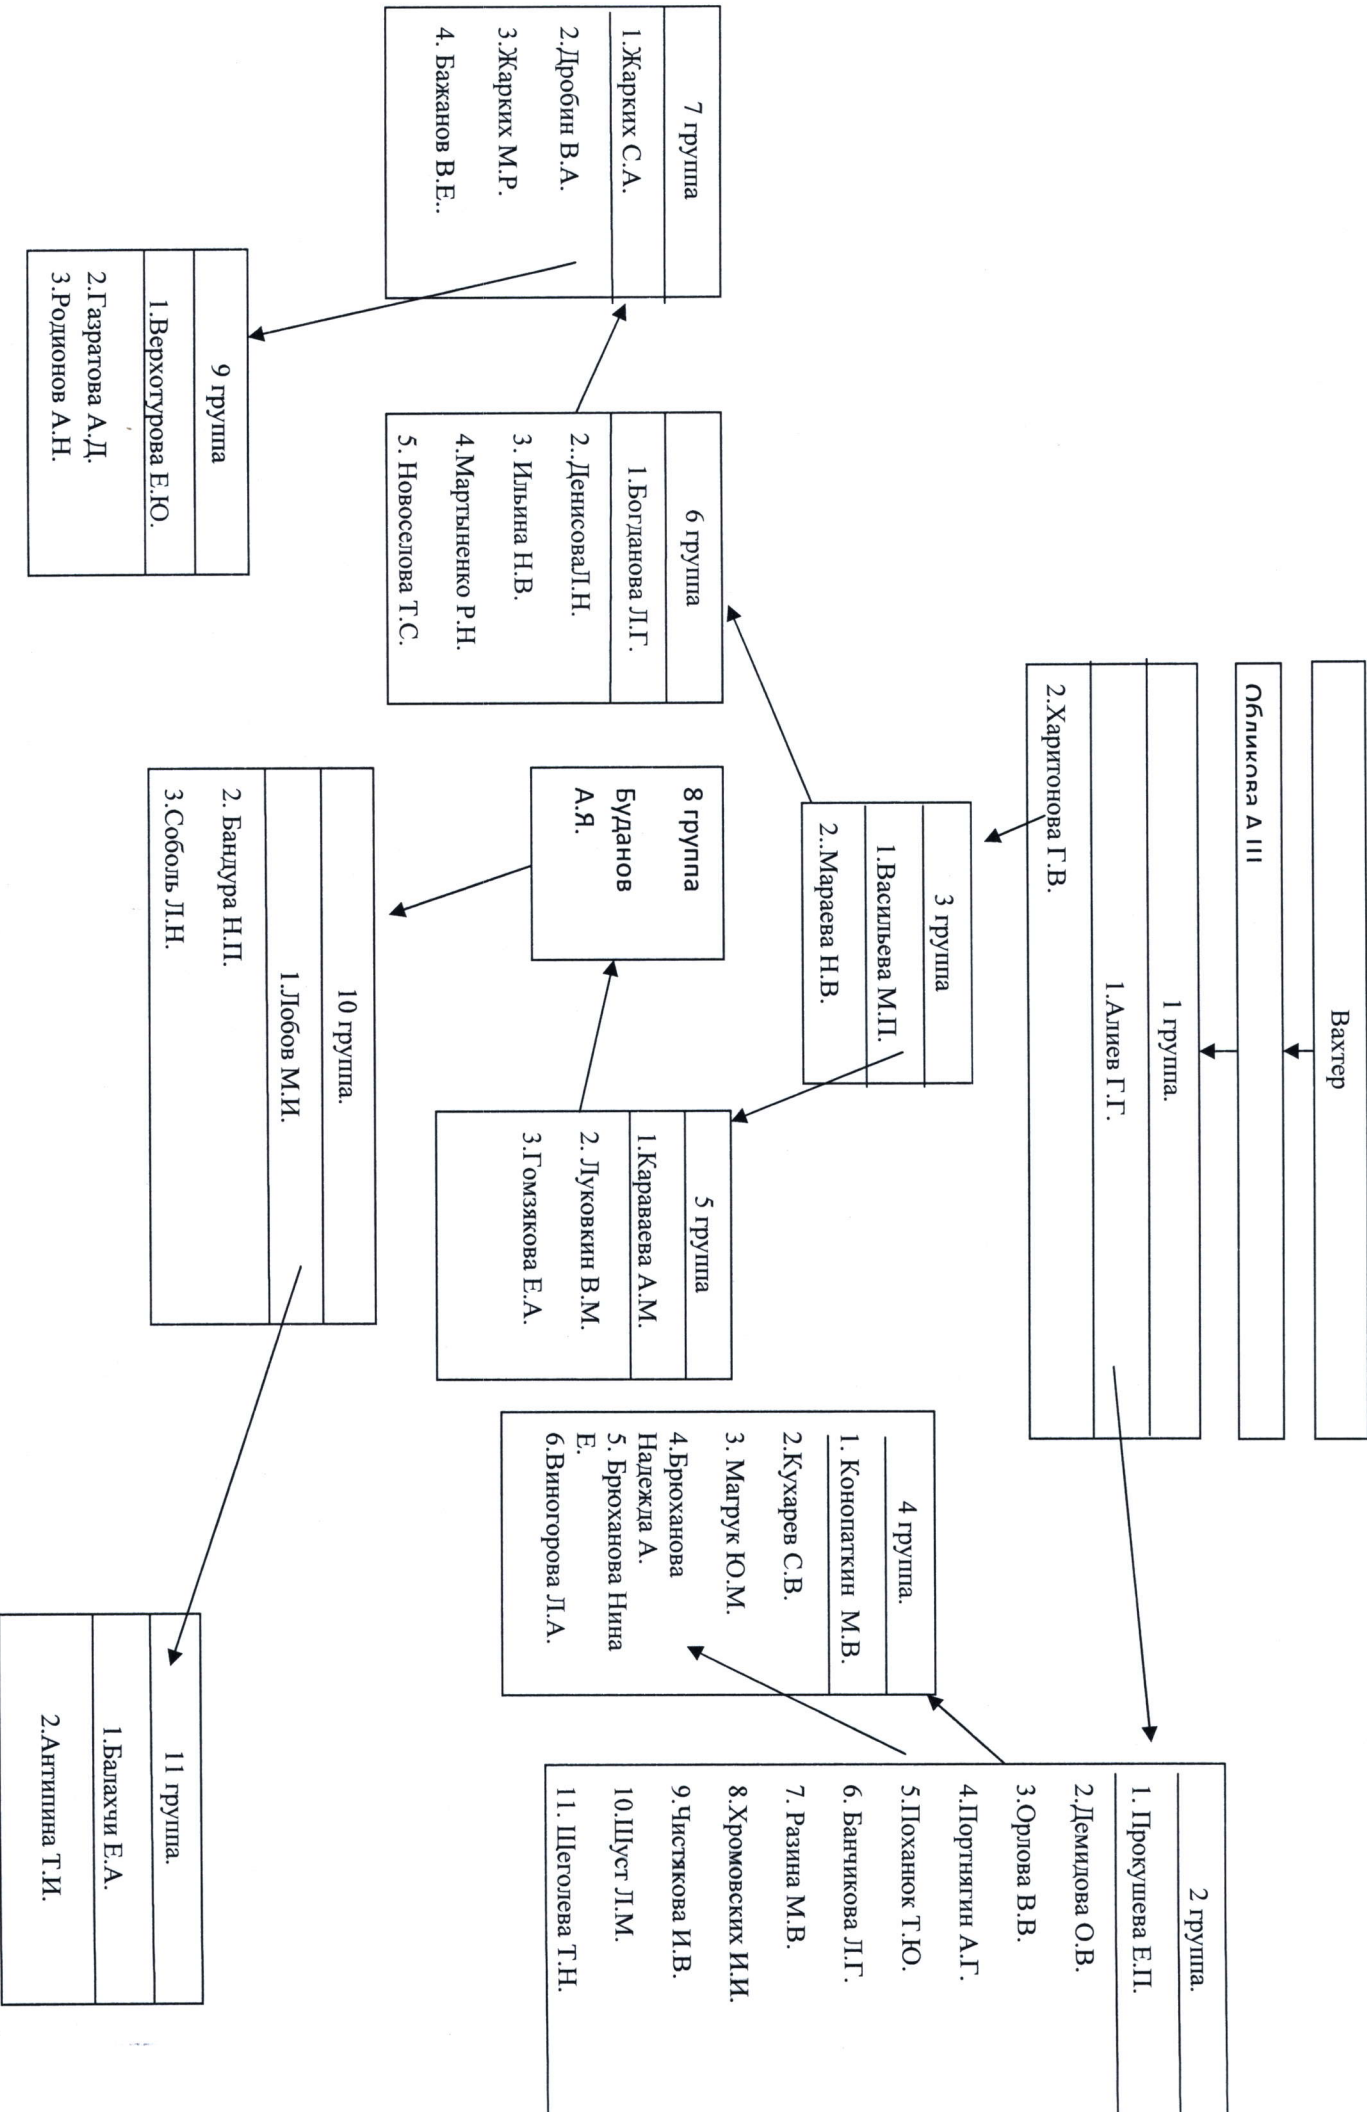 Вахтер
Обликова А
1 группа.
1.Алиев Г.Г.
2.Харитонова Г.В.
2 группа.
1. Прокушева Е.П.
2.Демидова О.В.
3.Орлова В.В.
4.Портнягин А.Г.
5.Поханюк Т.Ю.
6. Банчикова Л.Г.
7. Разина М.В.
8.Хромовских И.И.
9.Чистякова И.В.
10.Шуст Л.М.
11. Щеголева Т.Н.
3 группа
1.Васильева М.П.
2..Мараева Н.В.
4 группа.
1. Конопаткин М.В.
2.Кухарев С.В.
3. Магрук Ю.М.
4.Брюханова
Надежда А.
5. Брюханова Нина
Е.
6.Виногорова Л.А.
7 группа
1.Жарких С.А.
2.Дробин В.А.
3.Жарких М.Р.
4. Бажанов В.Е..
6 группа
1.Богданова Л.Г.
2..ДенисоваЛ.Н.
3. Ильина Н.В.
4.Мартыненко Р.Н.
5. Новоселова Т.С.
8 группа
Буданов
А.Я.
5 группа
1.Караваева А.М.
2. Луковкин В.М.
3.Гомзякова Е.А.
9 группа
1.Верхотурова Е.Ю.
2.Газратова А.Д.
3.Родионов А.Н.
10 группа.
1.Лобов М.И.
2. Бандура Н.П.
3.Соболь Л.Н.
11 группа.
1.Балахчи Е.А.
2.Антипина Т.И.